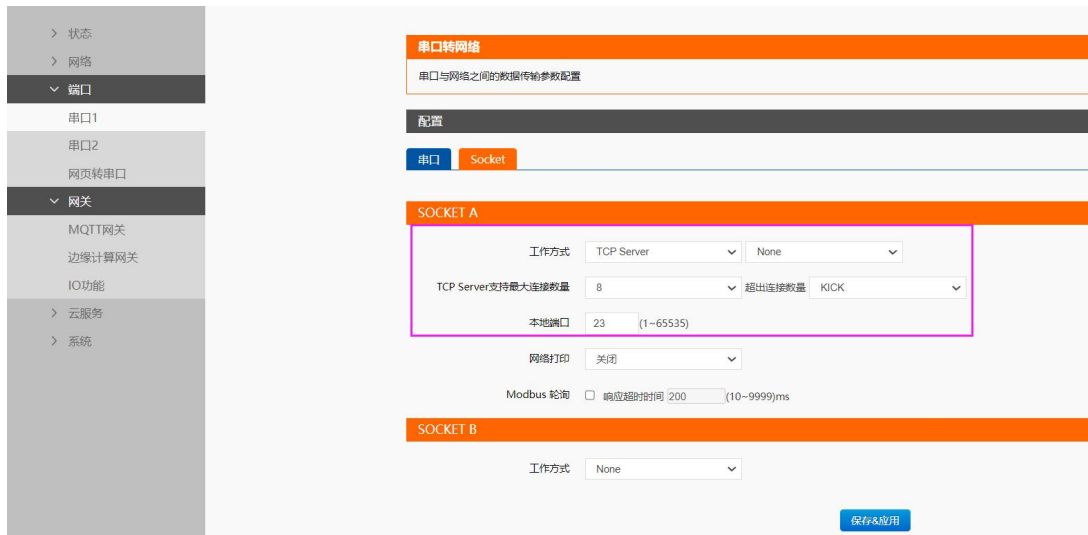 状态
网络
端口
串口1
串口2
网页转串口
网关
MQTT网关
边缘计算网关
IO功能
云服务
系统
串口转网络
串口与网络之间的数据传输参数配置
配置
串口 Socket
SOCKET A
工作方式 TCP Server None
TCP Server支持最大连接数量 8 超出连接数量 KICK
本地端口 23 (1~65535)
网络打印 关闭
Modbus 轮询 响应超时时间 200 (10~9999)ms
SOCKET B
工作方式 None
保存&应用